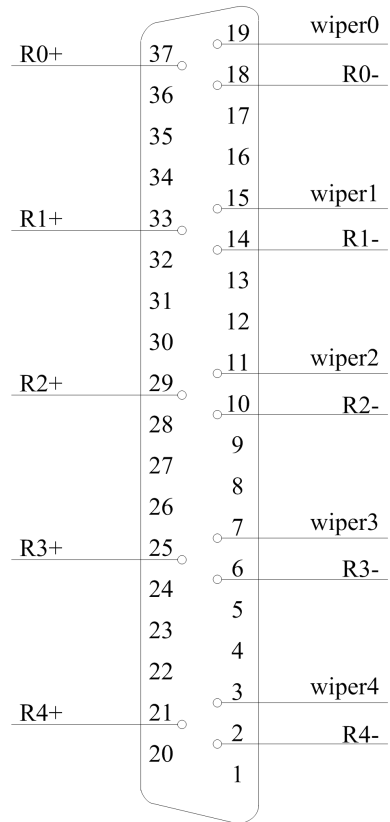 19 wiper0
R0+ 37
18 R0-
36
17
35
16
34
15 wiper1
R1+ 33
14 R1-
32
13
31
12
30
11 wiper2
R2+ 29
10 R2-
28
9
27
8
26
7 wiper3
R3+ 25
6 R3-
24
5
23
4
22
3 wiper4
R4+ 21
2 R4-
20
1